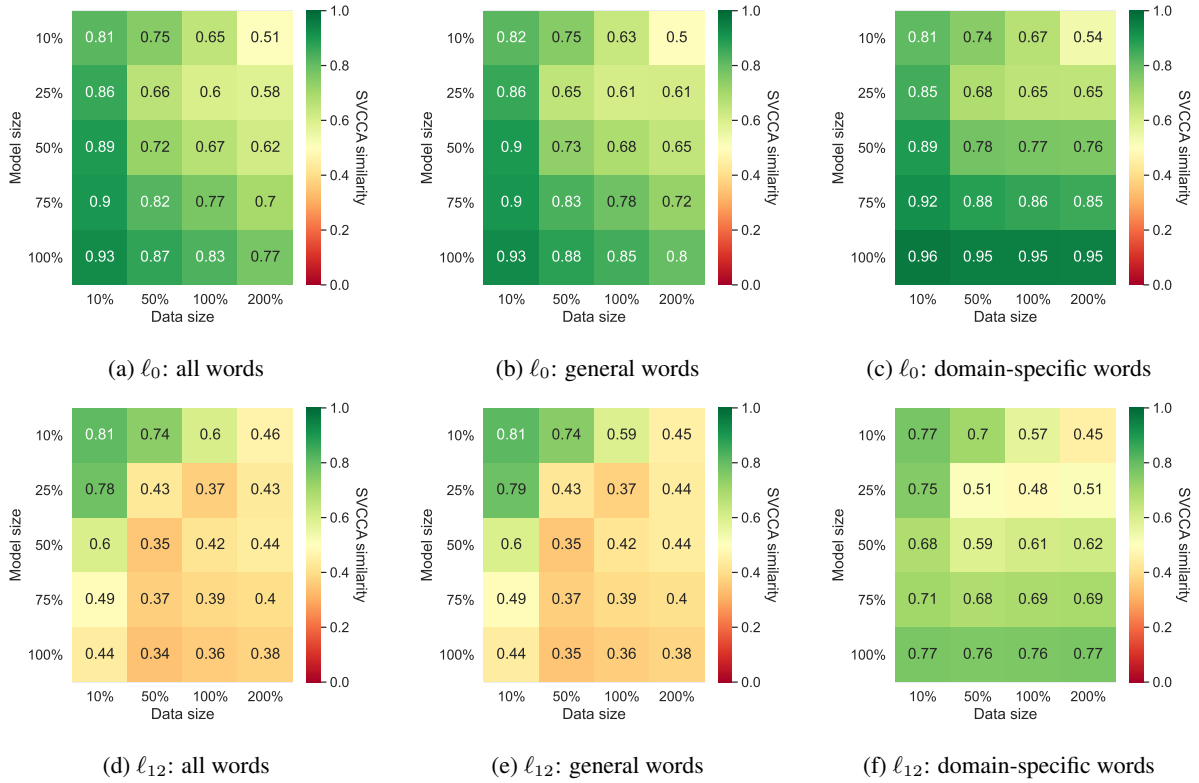 10% 0.81 0.75 0.65 0.51
25% 0.86 0.66 0.6 0.58
50% 0.89 0.72 0.67 0.62
75% 0.9 0.82 0.77 0.7
100% 0.93 0.87 0.83 0.77
10% 50% 100% 200%
Data size
Model size
1.0
0.8
0.6
0.4
0.2
0.0
SVCCA similarity
(a) ℓ₀: all words
10% 0.82 0.75 0.63 0.5
25% 0.86 0.65 0.61 0.61
50% 0.9 0.73 0.68 0.65
75% 0.9 0.83 0.78 0.72
100% 0.93 0.88 0.85 0.8
10% 50% 100% 200%
Data size
Model size
1.0
0.8
0.6
0.4
0.2
0.0
SVCCA similarity
(b) ℓ₀: general words
10% 0.81 0.74 0.67 0.54
25% 0.85 0.68 0.65 0.65
50% 0.89 0.78 0.77 0.76
75% 0.92 0.88 0.86 0.85
100% 0.96 0.95 0.95 0.95
10% 50% 100% 200%
Data size
Model size
1.0
0.8
0.6
0.4
0.2
0.0
SVCCA similarity
(c) ℓ₀: domain-specific words
10% 0.81 0.74 0.6 0.46
25% 0.78 0.43 0.37 0.43
50% 0.6 0.35 0.42 0.44
75% 0.49 0.37 0.39 0.4
100% 0.44 0.34 0.36 0.38
10% 50% 100% 200%
Data size
Model size
1.0
0.8
0.6
0.4
0.2
0.0
SVCCA similarity
(d) ℓ₁₂: all words
10% 0.81 0.74 0.59 0.45
25% 0.79 0.43 0.37 0.44
50% 0.6 0.35 0.42 0.44
75% 0.49 0.37 0.39 0.4
100% 0.44 0.35 0.36 0.38
10% 50% 100% 200%
Data size
Model size
1.0
0.8
0.6
0.4
0.2
0.0
SVCCA similarity
(e) ℓ₁₂: general words
10% 0.77 0.7 0.57 0.45
25% 0.75 0.51 0.48 0.51
50% 0.68 0.59 0.61 0.62
75% 0.71 0.68 0.69 0.69
100% 0.77 0.76 0.76 0.77
10% 50% 100% 200%
Data size
Model size
1.0
0.8
0.6
0.4
0.2
0.0
SVCCA similarity
(f) ℓ₁₂: domain-specific words